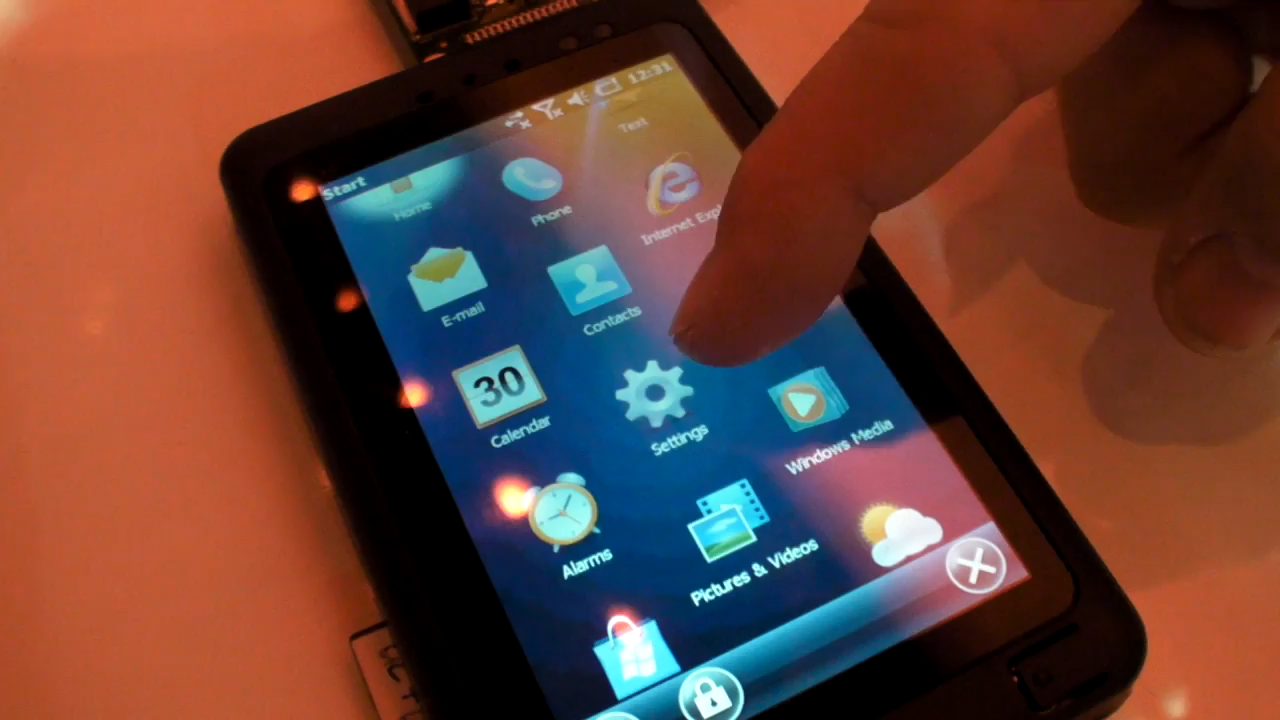 12:31
Start
Text
Home
Phone
Internet Expl
E-mail
Contacts
30
Calendar
Settings
Windows Media
Alarms
Pictures & Videos